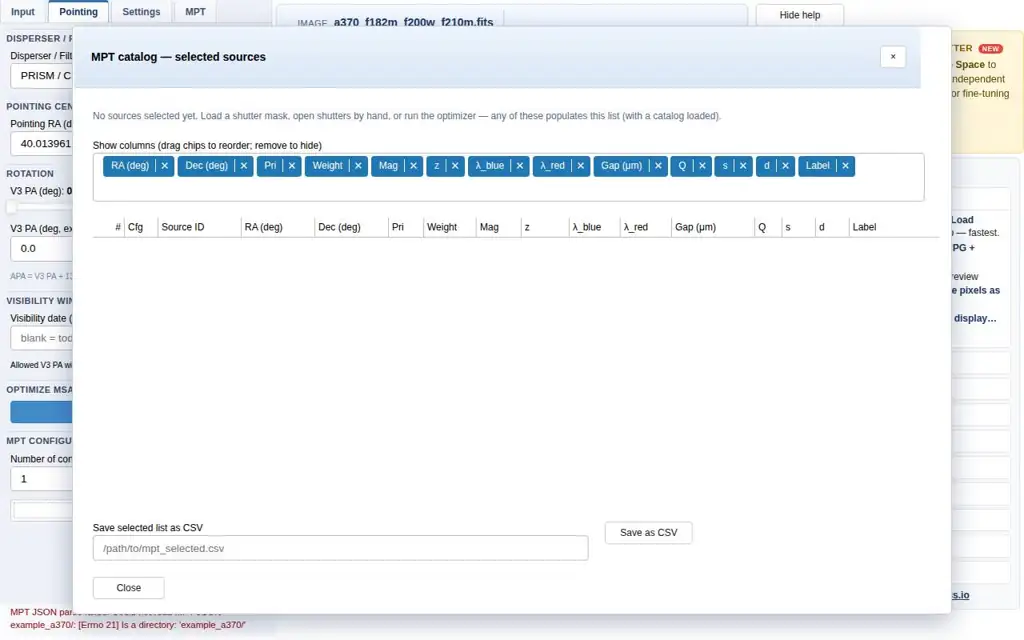 Input Pointing Settings MPT
IMAGE a370_f182m_f200w_f210m.fits
Hide help
DISPERSER / F
Disperser / Filt
PRISM / C
POINTING CEN
Pointing RA (d
40.013961
ROTATION
V3 PA (deg): 0
V3 PA (deg, ex
0.0
APA = V3 PA + 13
VISIBILITY WIN
Visibility date (
blank = tod
Allowed V3 PA wi
OPTIMIZE MSA
MPT CONFIGU
Number of con
1
MPT catalog — selected sources
×
No sources selected yet. Load a shutter mask, open shutters by hand, or run the optimizer — any of these populates this list (with a catalog loaded).
Show columns (drag chips to reorder; remove to hide)
RA (deg) × Dec (deg) × Pri × Weight × Mag × z × λ_blue × λ_red × Gap (μm) × Q × s × d × Label ×
# Cfg Source ID RA (deg) Dec (deg) Pri Weight Mag z λ_blue λ_red Gap (μm) Q s d Label
Save selected list as CSV
/path/to/mpt_selected.csv
Save as CSV
Close
TTER NEW
Space to
ndependent
or fine-tuning
Load
— fastest.
PG +
review
e pixels as
display…
s.io
MPT JSON par
example_a370/: [Errno 21] Is a directory: 'example_a370/'